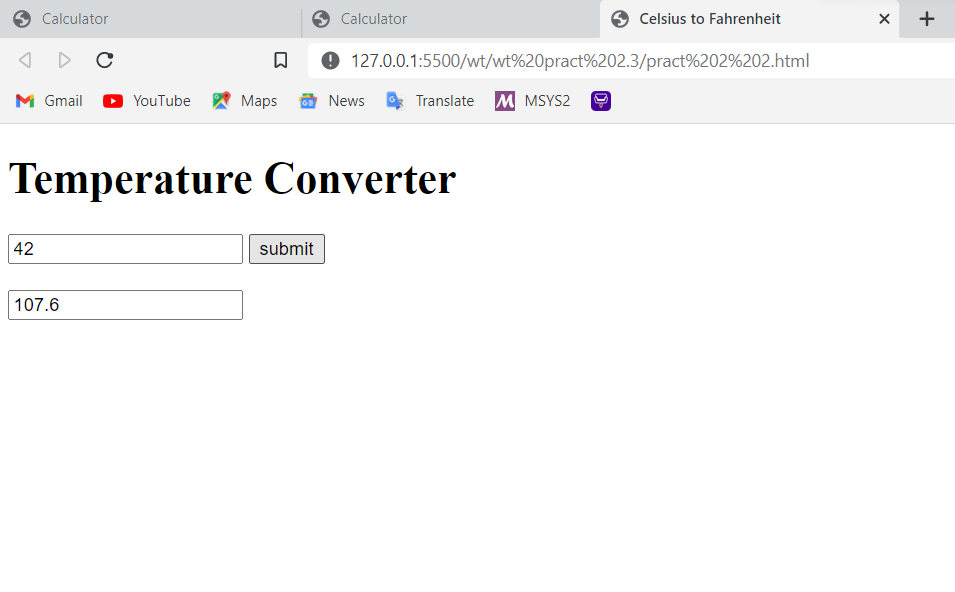 Calculator Calculator Celsius to Fahrenheit
127.0.0.1:5500/wt/wt%20pract%202.3/pract%202%202.html
Gmail YouTube Maps News Translate M MSYS2
Temperature Converter
42 submit
107.6